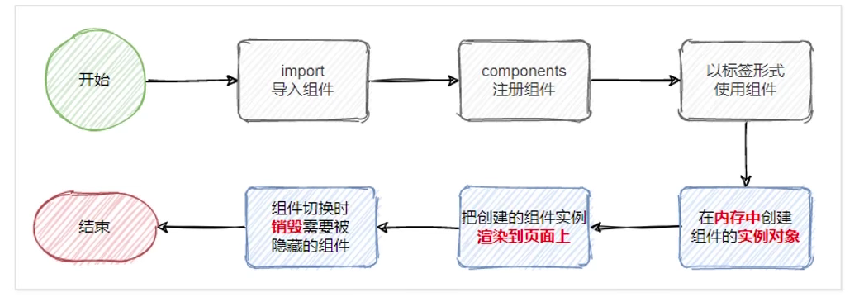 开始
import
导入组件
components
注册组件
以标签形式
使用组件
在内存中创建
组件的实例对象
把创建的组件实例
渲染到页面上
组件切换时
销毁需要被
隐藏的组件
结束